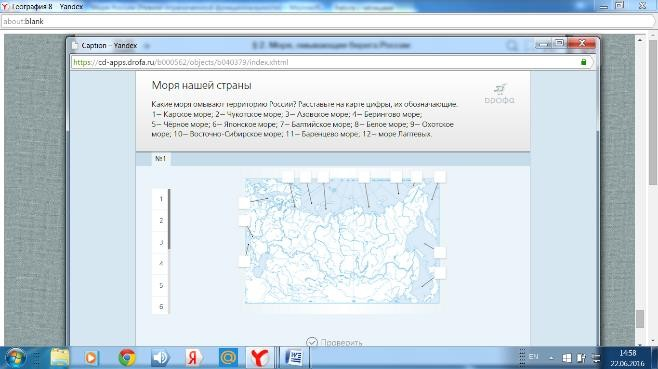 География 8 – Yandex
about:blank
§ 2. Моря, омывающие берега России
Caption – Yandex
https://cd-apps.drofa.ru/b000562/objects/b040379/index.xhtml
Моря нашей страны
дрофа
Какие моря омывают территорию России? Расставьте на карте цифры, их обозначающие.
1– Карское море; 2– Чукотское море; 3– Азовское море; 4– Берингово море;
5– Чёрное море; 6– Японское море; 7– Балтийское море; 8– Белое море; 9– Охотское
море; 10– Восточно-Сибирское море; 11– Баренцево море; 12– море Лаптевых.
№1
1
2
3
4
5
6
Проверить
EN
14:58
22.06.2016